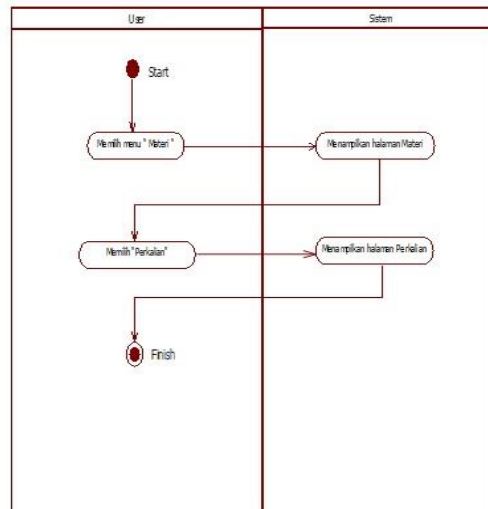 User
Sistem
Start
Memilih menu " Materi "
Menampilkan halaman Materi
Memilih "Perkalian"
Menampilkan halaman Perkalian
Finish